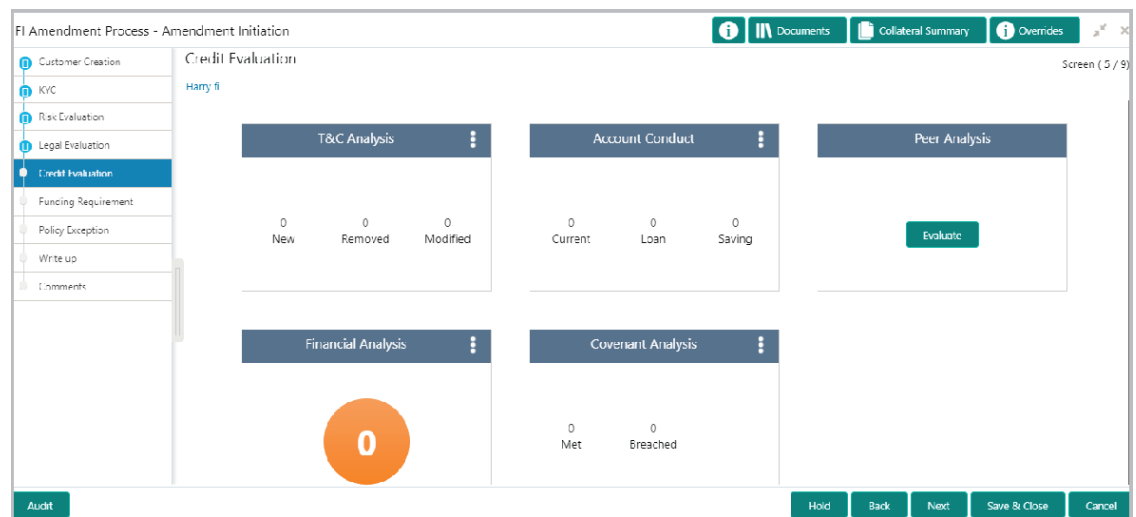 FI Amendment Process - Amendment Initiation
Documents
Collateral Summary
Overrides
Customer Creation
KYC
Risk Evaluation
Legal Evaluation
Credit Evaluation
Funding Requirement
Policy Exception
Write up
Comments
Credit Evaluation
Screen ( 5 / 9)
Harry fi
T&C Analysis
0 0 0
New Removed Modified
Account Conduct
0 0 0
Current Loan Saving
Peer Analysis
Evaluate
Financial Analysis
0
Covenant Analysis
0 0
Met Breached
Audit
Hold
Back
Next
Save & Close
Cancel